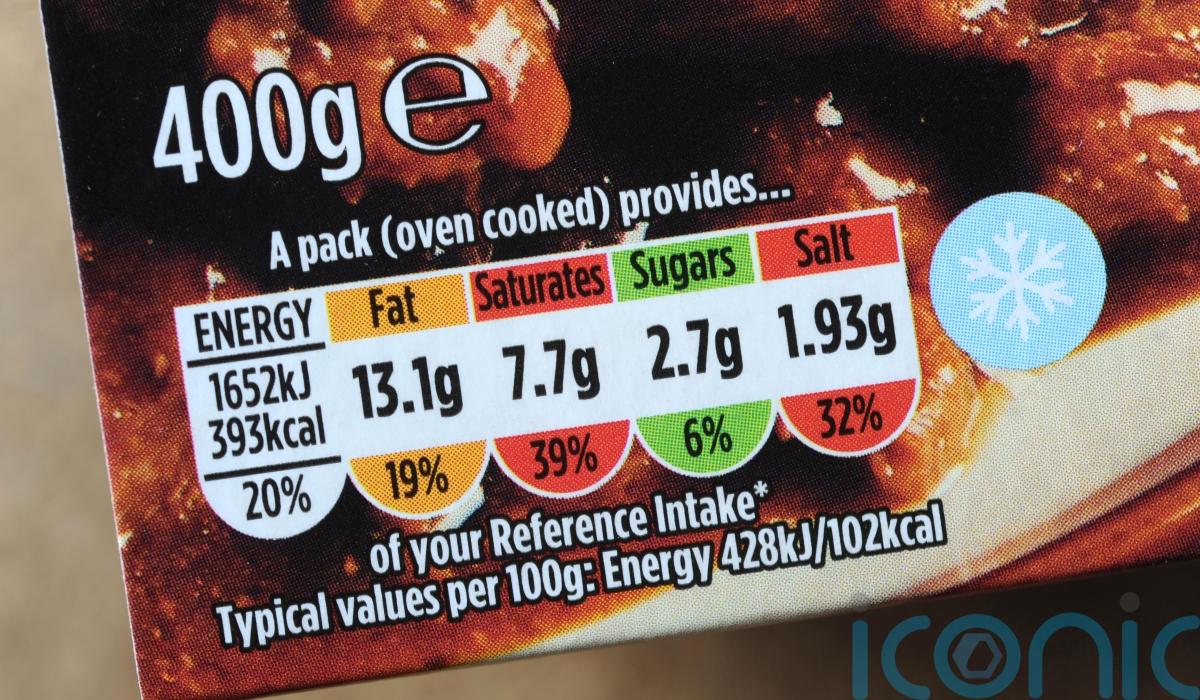 400g ℮
A pack (oven cooked) provides...
ENERGY Fat Saturates Sugars Salt
1652kJ 13.1g 7.7g 2.7g 1.93g
393kcal
20% 19% 39% 6% 32%
of your Reference Intake*
Typical values per 100g: Energy 428kJ/102kcal
iconic